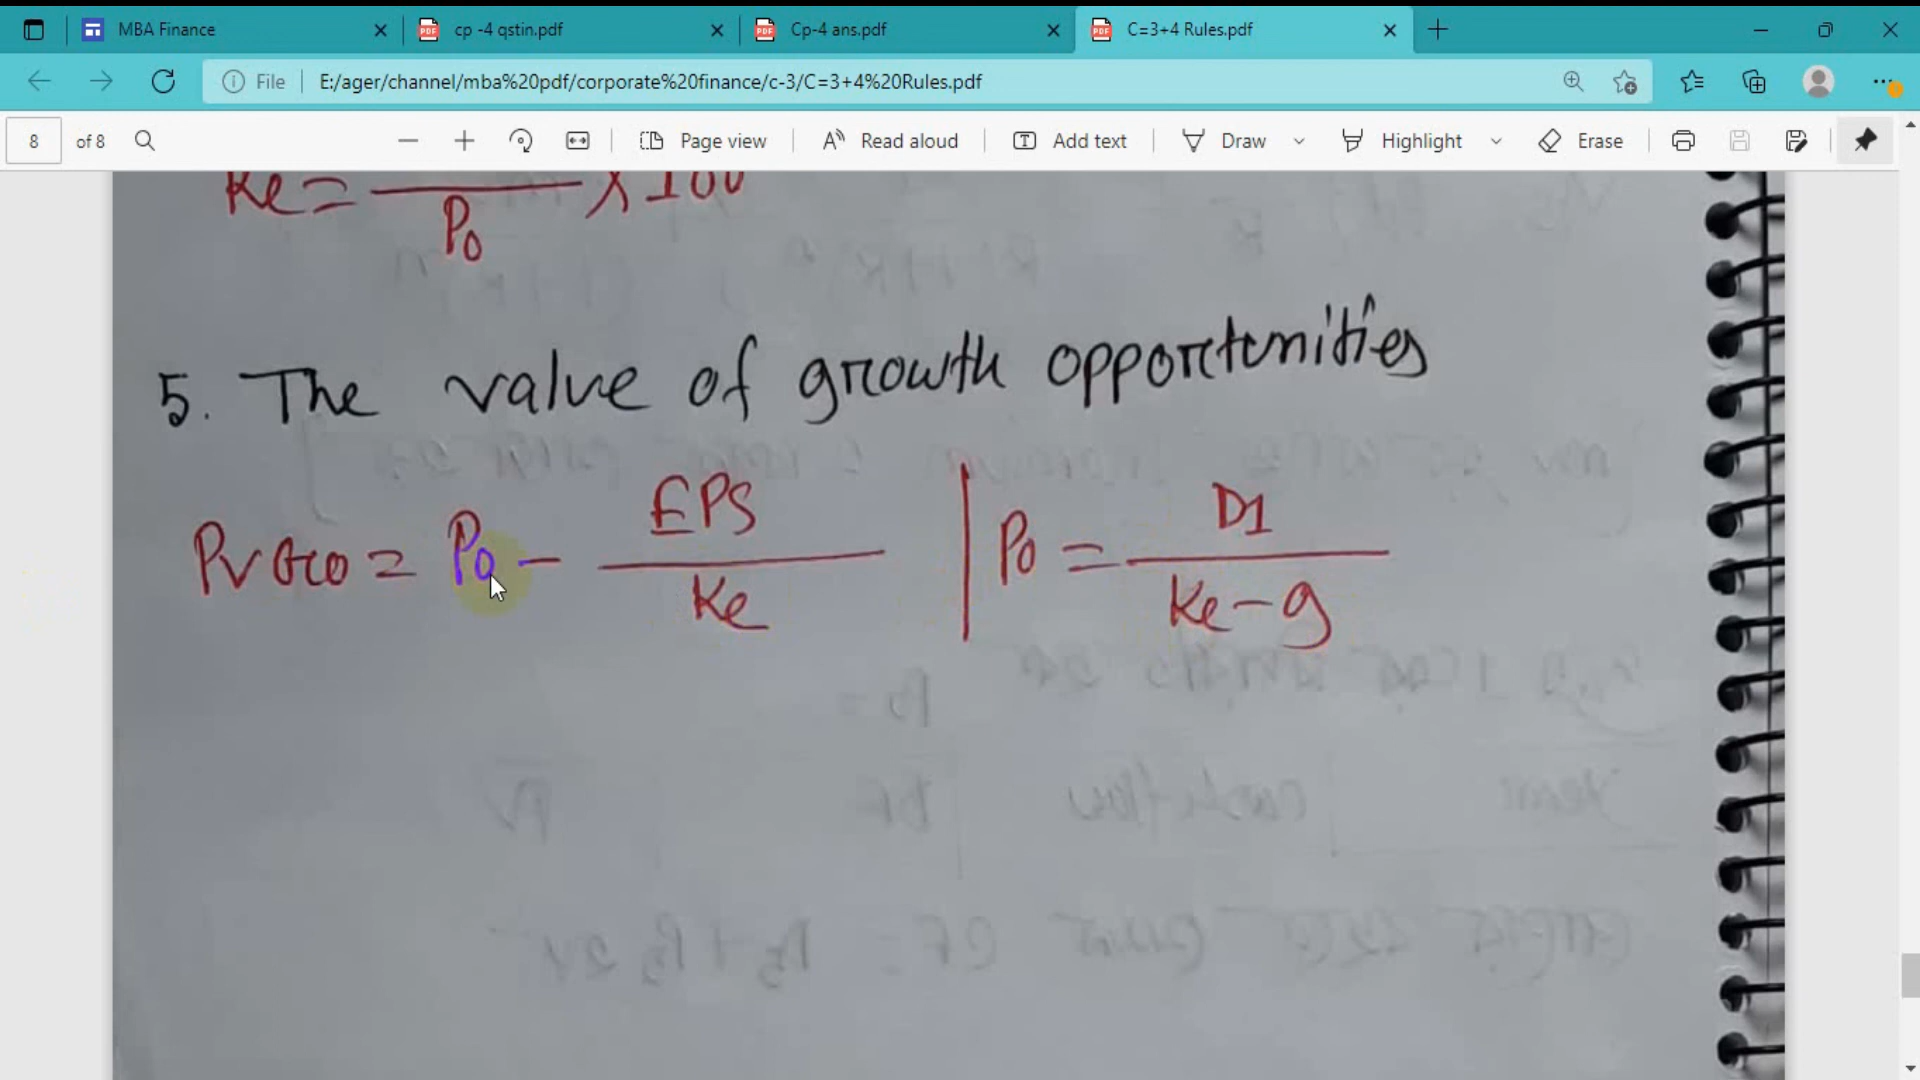 MBA Finance
cp -4 qstin.pdf
Cp-4 ans.pdf
C=3+4 Rules.pdf
File
E:/ager/channel/mba%20pdf/corporate%20finance/c-3/C=3+4%20Rules.pdf
8 of 8
Page view
Read aloud
Add text
Draw
Highlight
Erase
Ke = / P0 × 100
5. The value of growth opportunities
PVGO = P0 - EPS / Ke | P0 = D1 / Ke - g